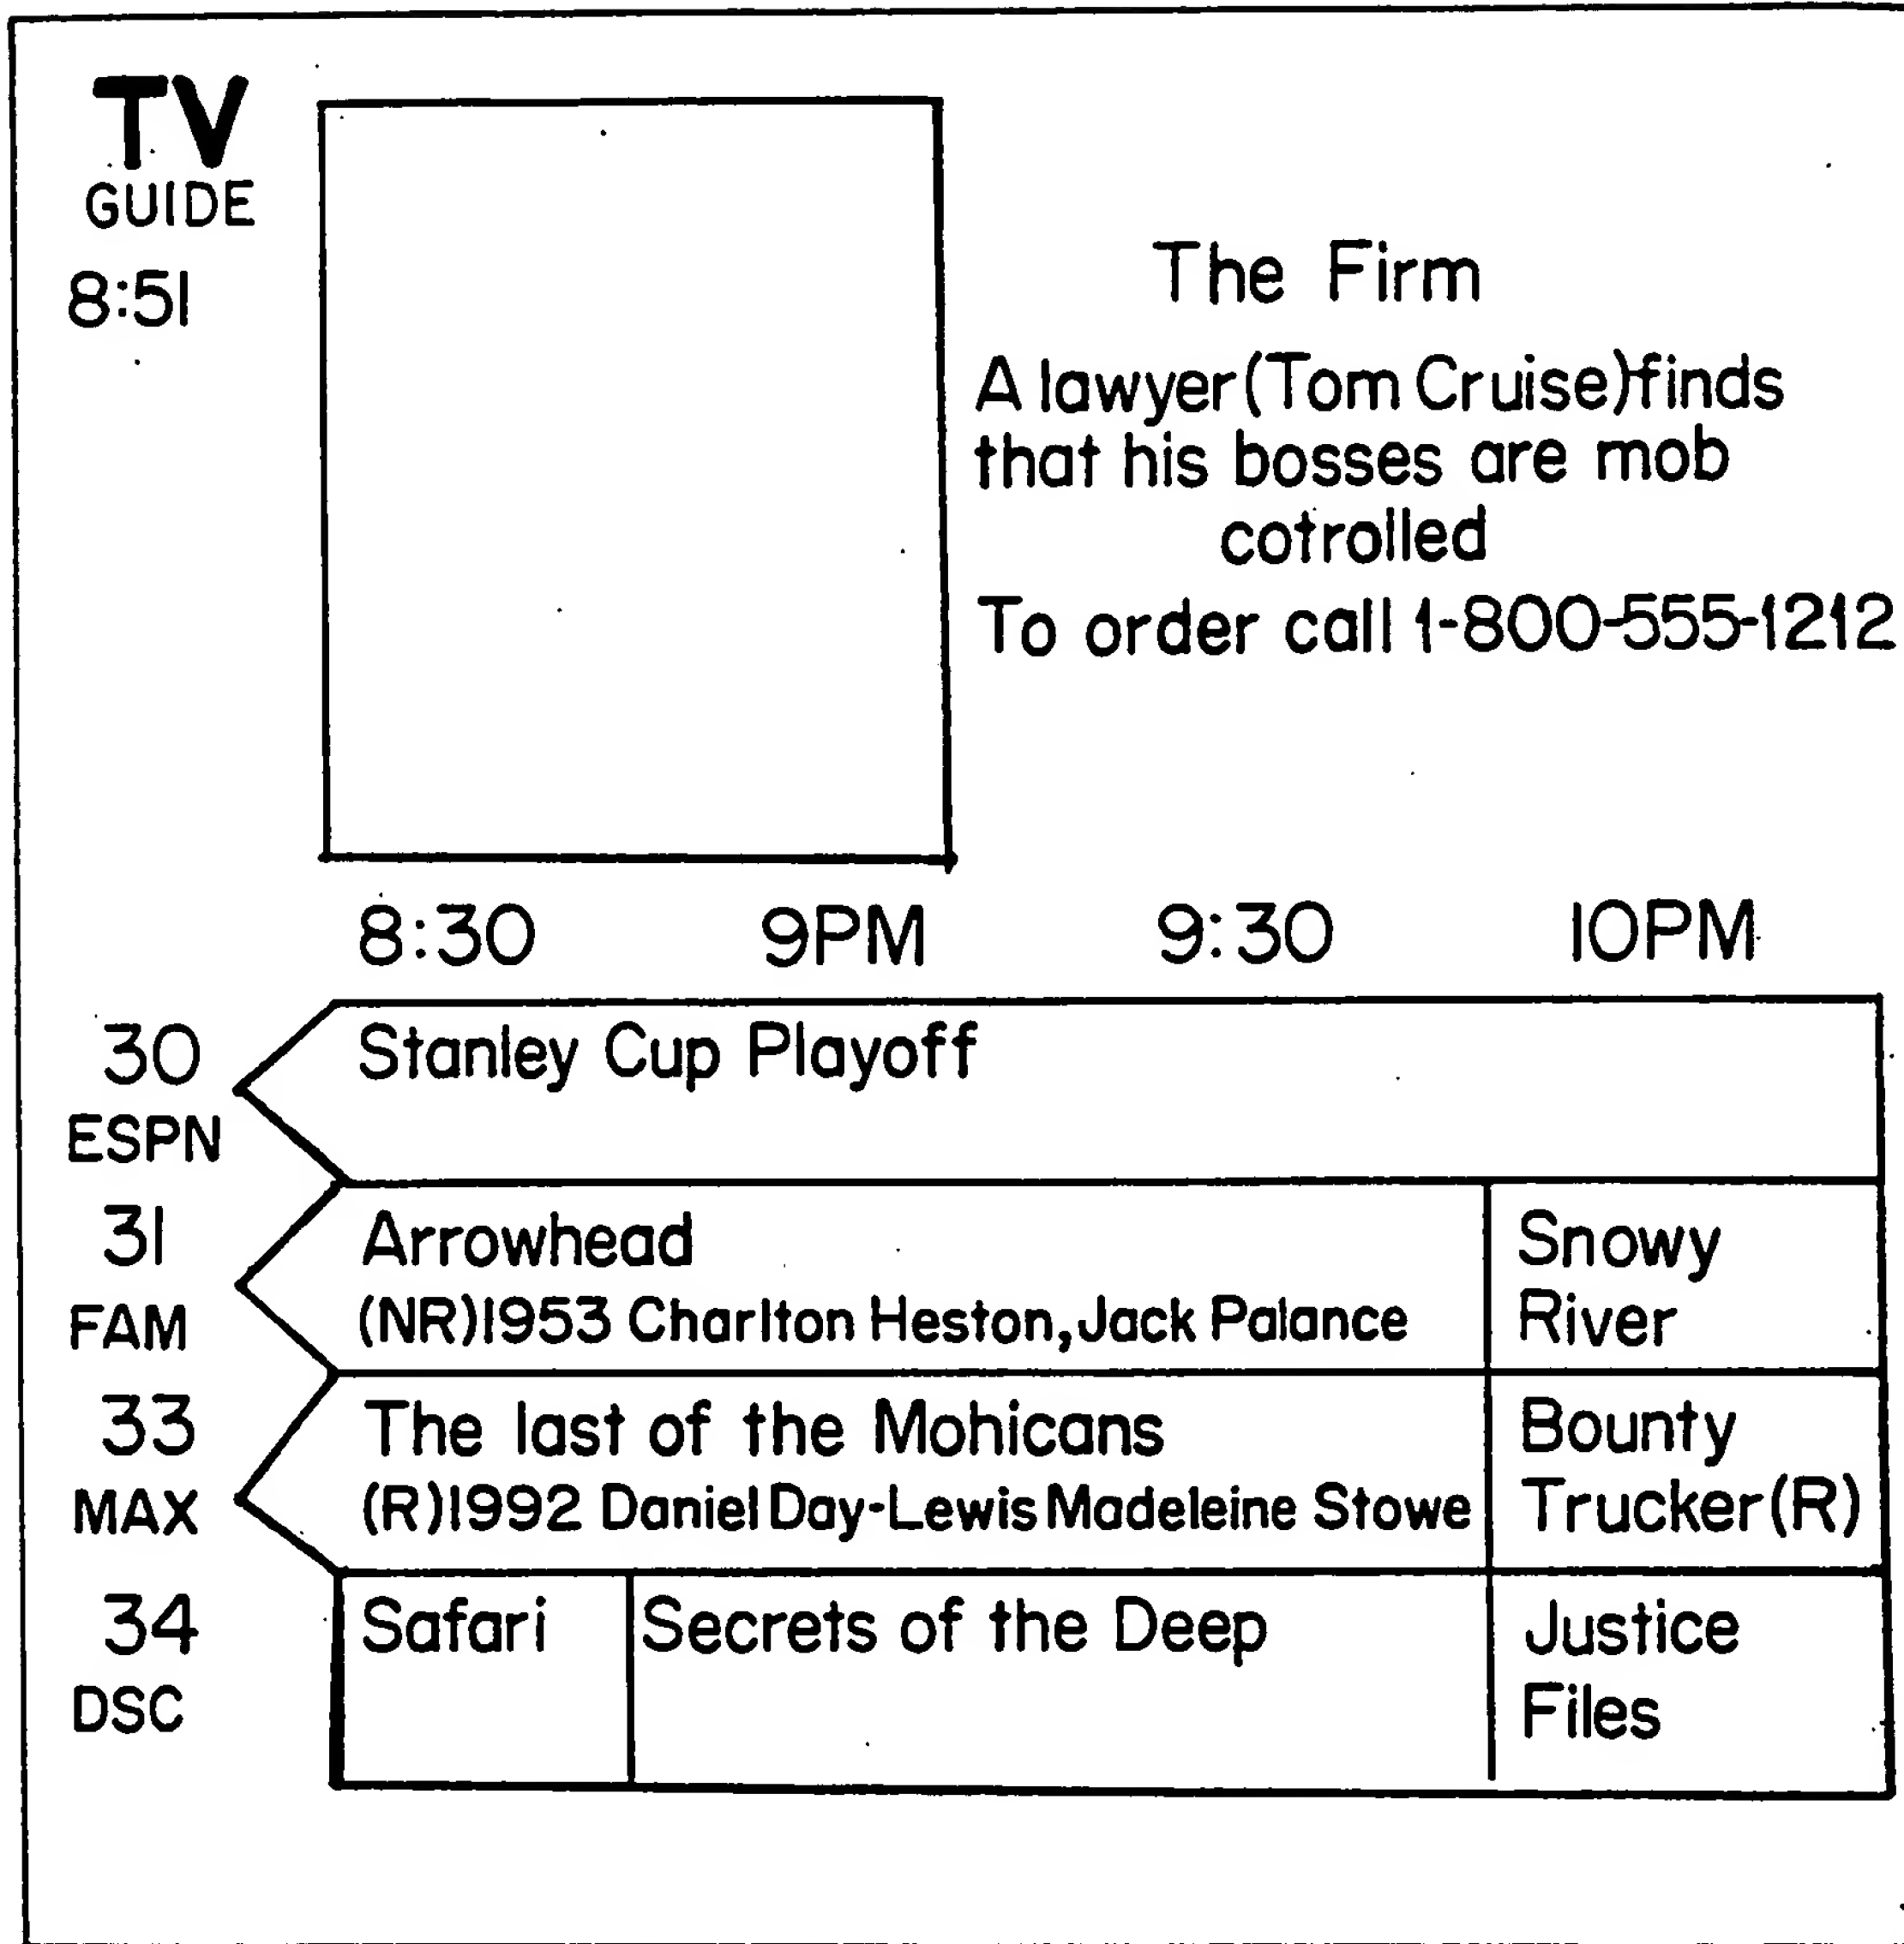 TV
GUIDE
8:51
The Firm
A lawyer (Tom Cruise) finds
that his bosses are mob
cotrolled
To order call 1-800-555-1212
8:30 9PM 9:30 10PM
30 Stanley Cup Playoff
ESPN
31 Arrowhead Snowy
FAM (NR) 1953 Charlton Heston, Jack Palance River
33 The last of the Mohicans Bounty
MAX (R) 1992 Daniel Day-Lewis Madeleine Stowe Trucker (R)
34 Safari Secrets of the Deep Justice
DSC Files